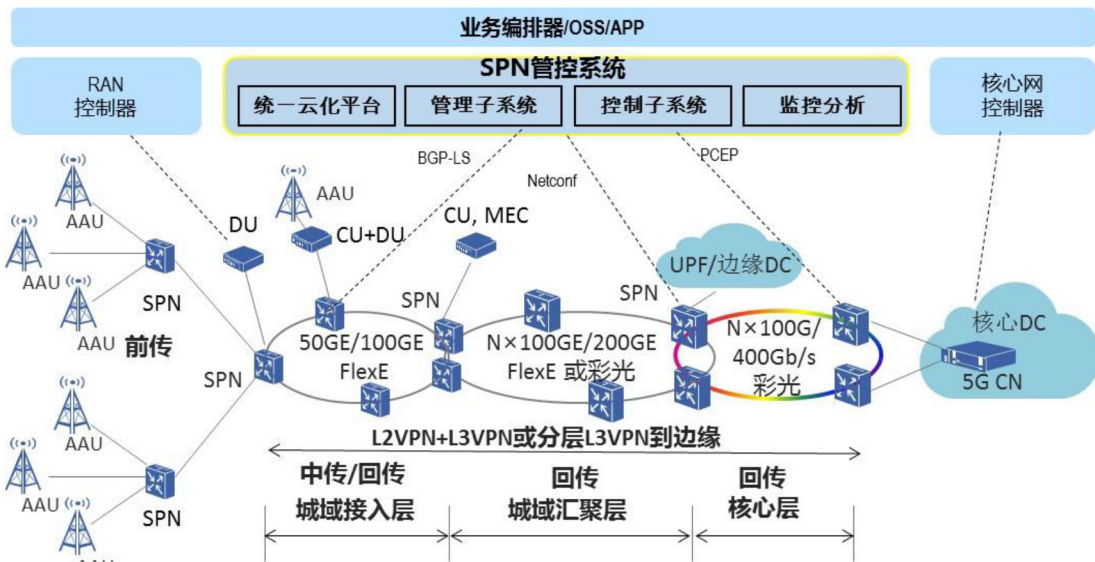 业务编排器/OSS/APP
RAN
控制器
SPN管控系统
统一云化平台
管理子系统
控制子系统
监控分析
核心网
控制器
BGP-LS
Netconf
PCEP
AAU
AAU
AAU
SPN
前传
DU
AAU
CU+DU
CU, MEC
SPN
SPN
UPF/边缘DC
SPN
50GE/100GE
FlexE
N×100GE/200GE
FlexE 或彩光
N×100G/
400Gb/s
彩光
核心DC
5G CN
AAU
AAU
AAU
SPN
L2VPN+L3VPN或分层L3VPN到边缘
中传/回传
城域接入层
回传
城域汇聚层
回传
核心层